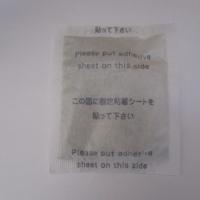 貼って下さい
please put adhesive
sheet on this side
この面に固定粘着シートを
貼って下さい
Please put adhesive
sheet on this side